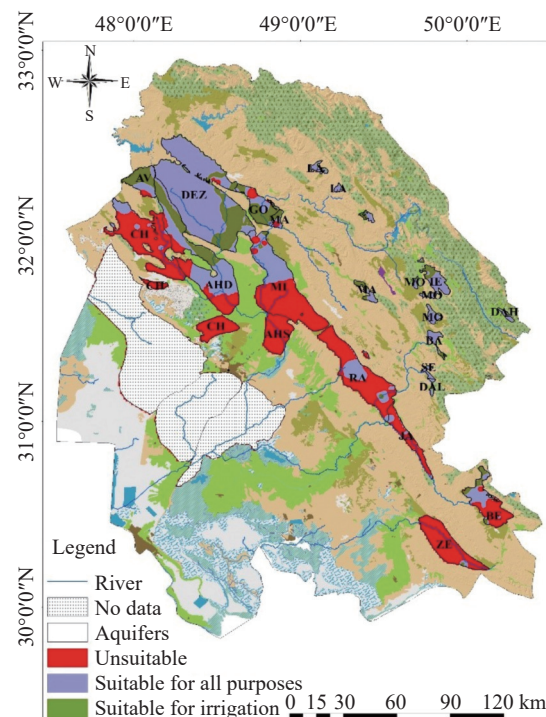 48°0′0″E 49°0′0″E 50°0′0″E
33°0′0″N
32°0′0″N
31°0′0″N
30°0′0″N
N
W E
S
AV
DEZ
LA
GO
MA
CH
AHD
MI
MA
MO
IE
MO
DAH
CH
AHS
MO
BA
RA
SE
DAL
JA
BE
ZE
Legend
River
No data
Aquifers
Unsuitable
Suitable for all purposes
Suitable for irrigation
0 15 30 60 90 120 km